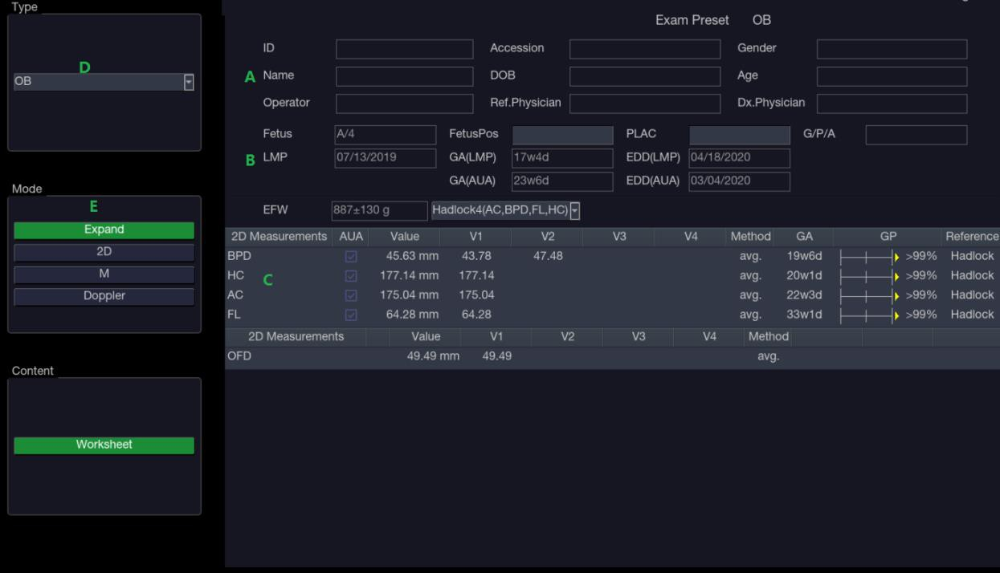 Type
D
OB
Mode
E
Expand
2D
M
Doppler
Content
Worksheet
Exam Preset OB
ID Accession Gender
A Name DOB Age
Operator Ref.Physician Dx.Physician
Fetus A/4 FetusPos PLAC G/P/A
B LMP 07/13/2019 GA(LMP) 17w4d EDD(LMP) 04/18/2020
GA(AUA) 23w6d EDD(AUA) 03/04/2020
EFW 887±130 g Hadlock4(AC,BPD,FL,HC)
2D Measurements AUA Value V1 V2 V3 V4 Method GA GP Reference
BPD 45.63 mm 43.78 47.48 avg. 19w6d >99% Hadlock
HC C 177.14 mm 177.14 avg. 20w1d >99% Hadlock
AC 175.04 mm 175.04 avg. 22w3d >99% Hadlock
FL 64.28 mm 64.28 avg. 33w1d >99% Hadlock
2D Measurements Value V1 V2 V3 V4 Method
OFD 49.49 mm 49.49 avg.